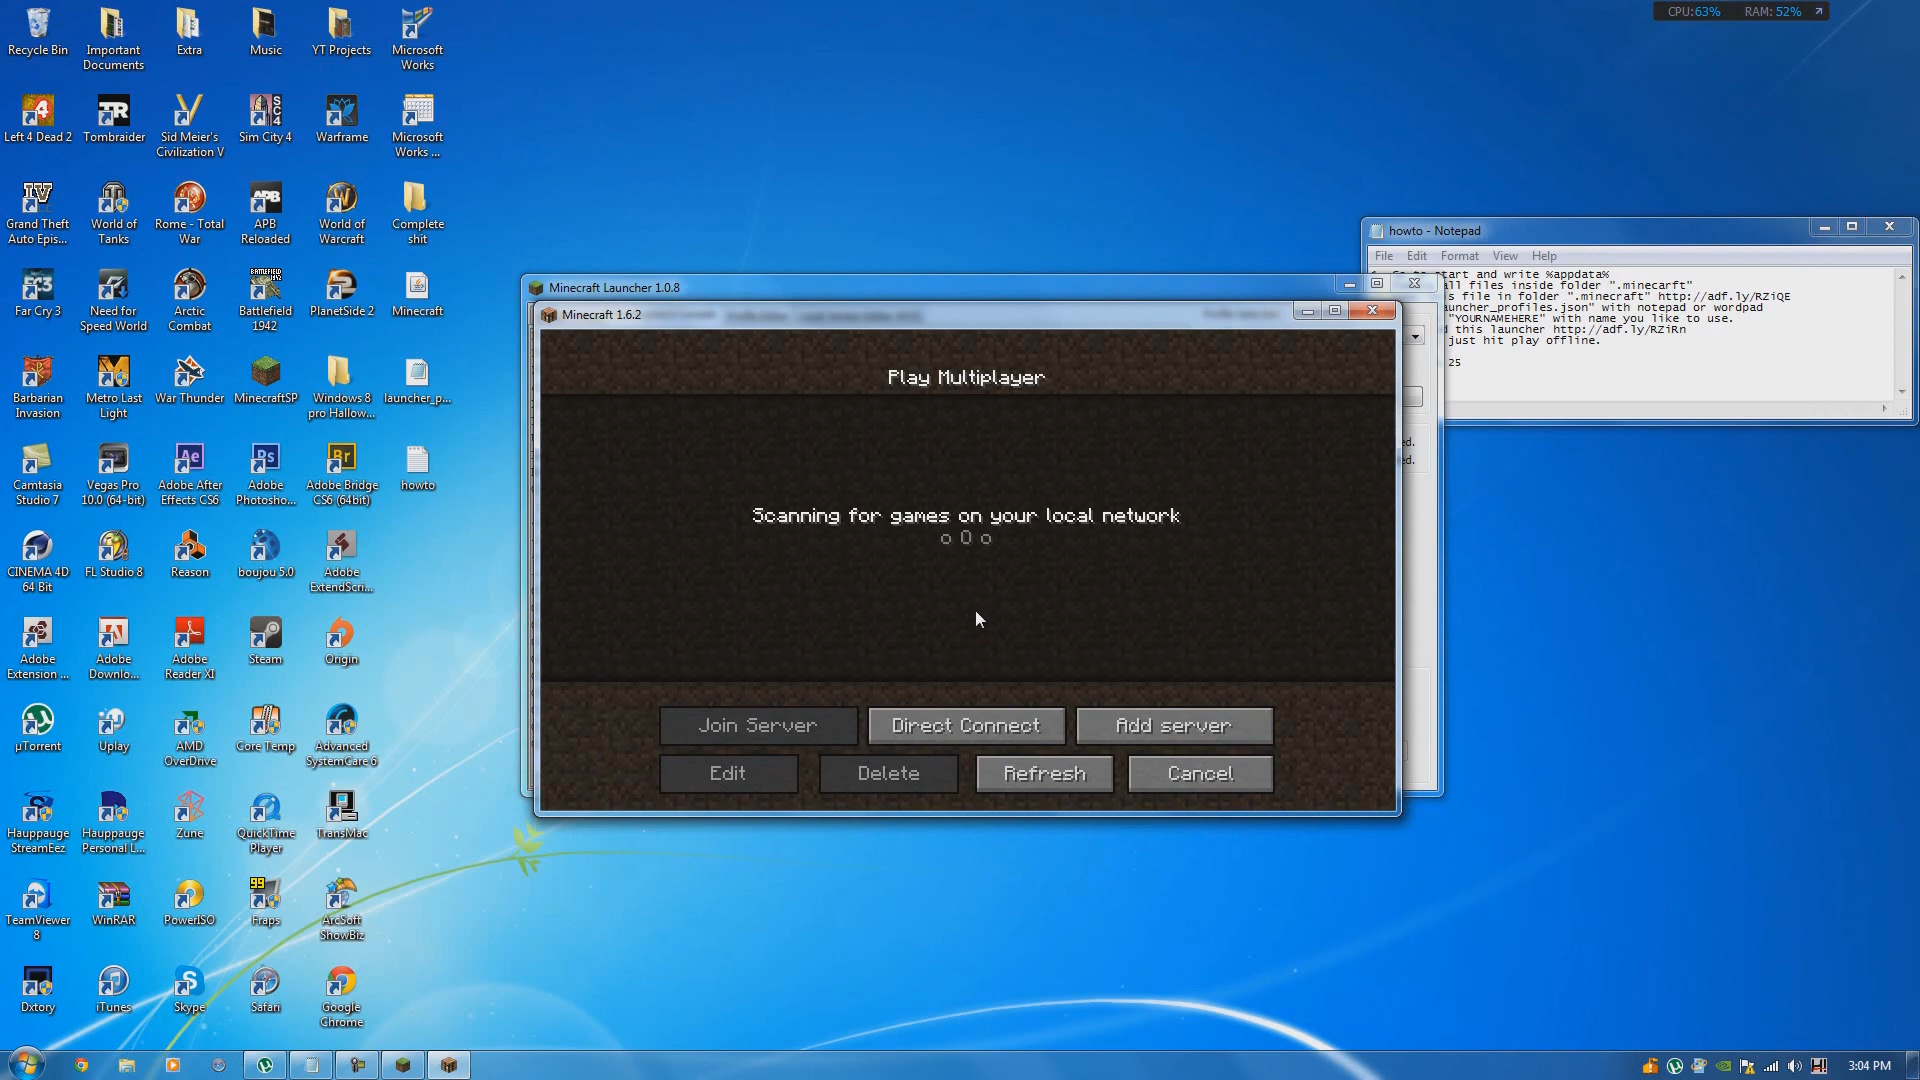 CPU:63% RAM: 52%
Recycle Bin
Important Documents
Extra
Music
YT Projects
Microsoft Works
Left 4 Dead 2
Tombraider
Sid Meier's Civilization V
Sim City 4
Warframe
Microsoft Works ...
Grand Theft Auto Epis...
World of Tanks
Rome - Total War
APB Reloaded
World of Warcraft
Complete shit
Far Cry 3
Need for Speed World
Arctic Combat
Battlefield 1942
PlanetSide 2
Minecraft
Barbarian Invasion
Metro Last Light
War Thunder
MinecraftSP
Windows 8 pro Hallow...
launcher_p...
Camtasia Studio 7
Vegas Pro 10.0 (64-bit)
Adobe After Effects CS6
Adobe Photosho...
Adobe Bridge CS6 (64bit)
howto
CINEMA 4D 64 Bit
FL Studio 8
Reason
boujou 5.0
Adobe ExtendScri...
Adobe Extension ...
Adobe Downlo...
Adobe Reader XI
Steam
Origin
µTorrent
Uplay
AMD OverDrive
Core Temp
Advanced SystemCare 6
Hauppauge StreamEez
Hauppauge Personal L...
Zune
QuickTime Player
TransMac
TeamViewer 8
WinRAR
PowerISO
Fraps
ArcSoft ShowBiz
Dxtory
iTunes
Skype
Safari
Google Chrome
howto - Notepad
File Edit Format View Help
Go to start and write %appdata%
all files inside folder ".minecarft"
s file in folder ".minecraft" http://adf.ly/RZiQE
auncher_profiles.json" with notepad or wordpad
"YOURNAMEHERE" with name you like to use.
d this launcher http://adf.ly/RZiRn
just hit play offline.
25
Minecraft Launcher 1.0.8
ed.
ed.
Minecraft 1.6.2
Play Multiplayer
Scanning for games on your local network
o O o
Join Server
Direct Connect
Add server
Edit
Delete
Refresh
Cancel
3:04 PM